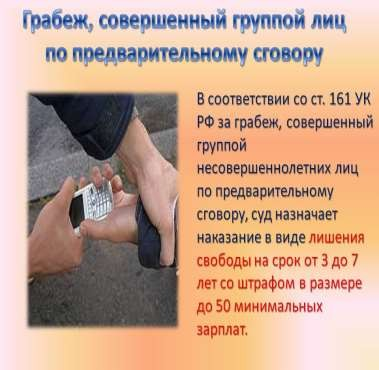 Грабеж, совершенный группой лиц
по предварительному сговору
В соответствии со ст. 161 УК
РФ за грабеж, совершенный
группой
несовершеннолетних лиц
по предварительному
сговору, суд назначает
наказание в виде лишения
свободы на срок от 3 до 7
лет со штрафом в размере
до 50 минимальных
зарплат.